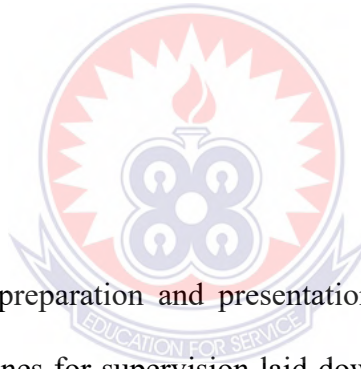 preparation and presentation
EDUCATION FOR SERVICE
nes for supervision laid dow